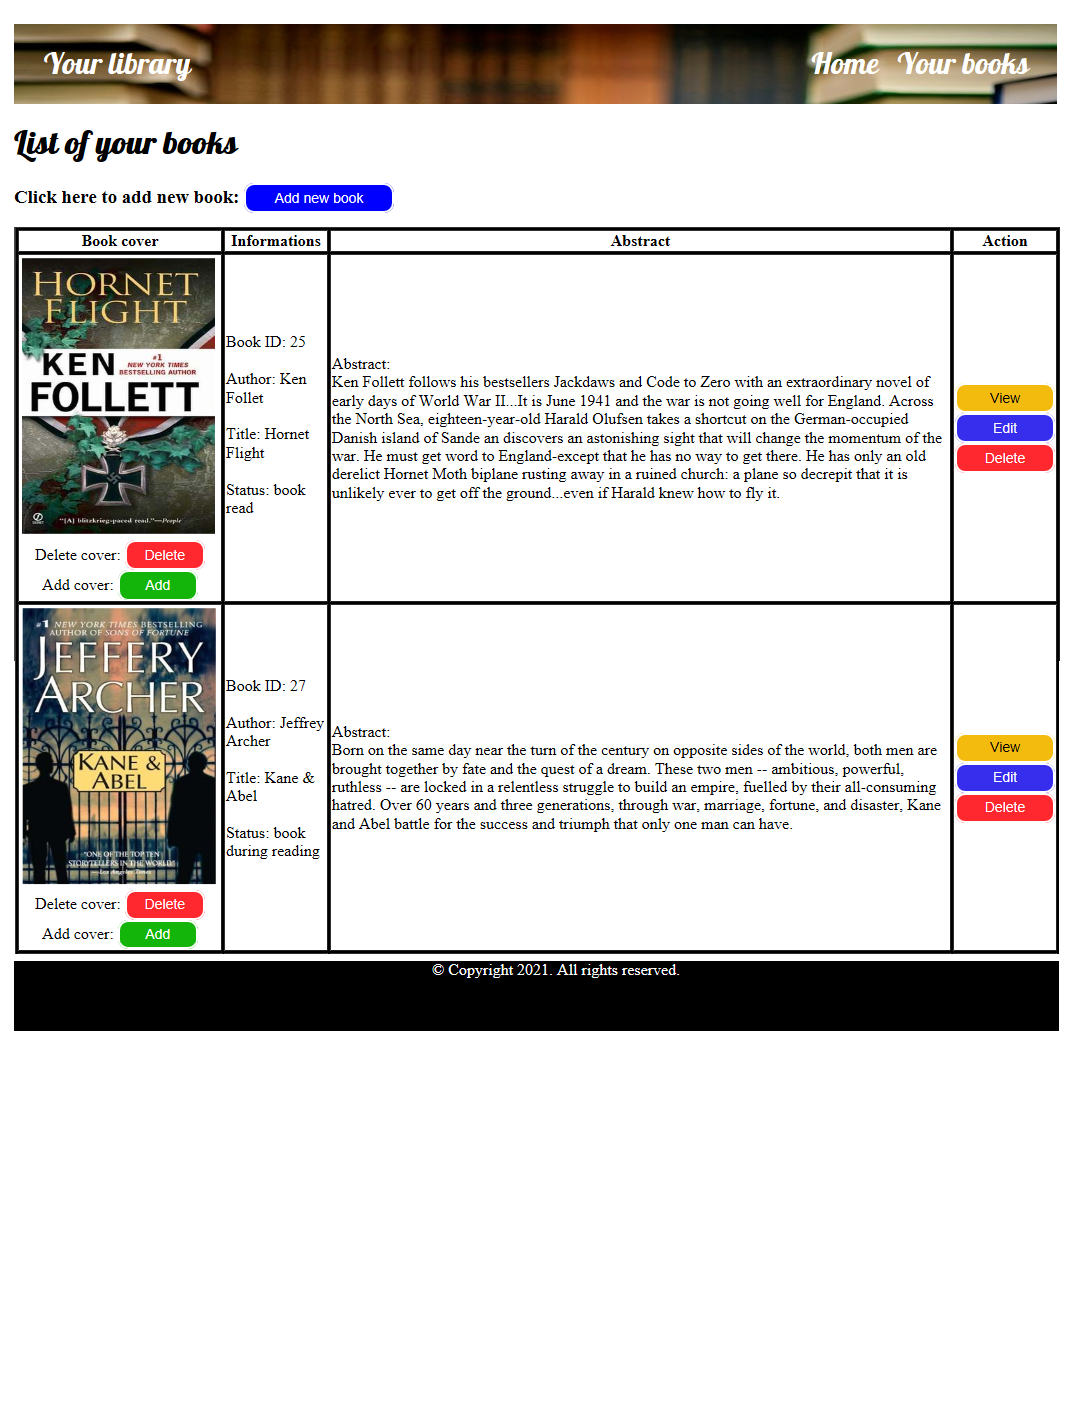 Your library
Home Your books
List of your books
Click here to add new book: Add new book
Book cover Informations Abstract Action
HORNET
FLIGHT
KEN
#1
NEW YORK TIMES
BESTSELLING AUTHOR
FOLLETT
"[A] blitzkrieg-paced read."—People
SIGNET
Delete cover: Delete
Add cover: Add
Book ID: 25
Author: Ken
Follet
Title: Hornet
Flight
Status: book
read
Abstract:
Ken Follett follows his bestsellers Jackdaws and Code to Zero with an extraordinary novel of
early days of World War II...It is June 1941 and the war is not going well for England. Across
the North Sea, eighteen-year-old Harald Olufsen takes a shortcut on the German-occupied
Danish island of Sande an discovers an astonishing sight that will change the momentum of the
war. He must get word to England-except that he has no way to get there. He has only an old
derelict Hornet Moth biplane rusting away in a ruined church: a plane so decrepit that it is
unlikely ever to get off the ground...even if Harald knew how to fly it.
View
Edit
Delete
#1 NEW YORK TIMES BESTSELLING
AUTHOR OF SONS OF FORTUNE
JEFFERY
ARCHER
KANE &
ABEL
"ONE OF THE TOP TEN
STORYTELLERS IN THE WORLD."
—Los Angeles Times
Delete cover: Delete
Add cover: Add
Book ID: 27
Author: Jeffrey
Archer
Title: Kane &
Abel
Status: book
during reading
Abstract:
Born on the same day near the turn of the century on opposite sides of the world, both men are
brought together by fate and the quest of a dream. These two men -- ambitious, powerful,
ruthless -- are locked in a relentless struggle to build an empire, fuelled by their all-consuming
hatred. Over 60 years and three generations, through war, marriage, fortune, and disaster, Kane
and Abel battle for the success and triumph that only one man can have.
View
Edit
Delete
© Copyright 2021. All rights reserved.